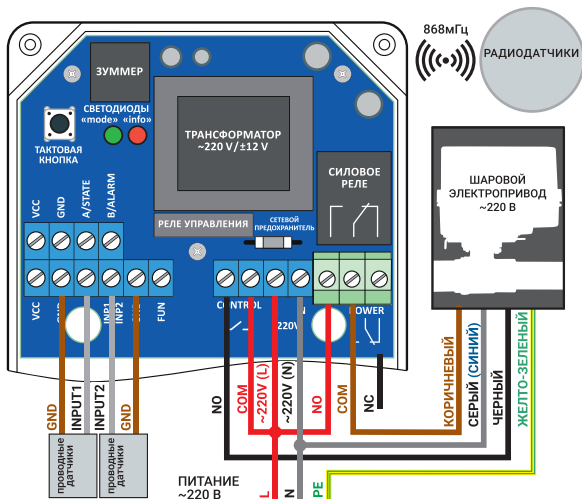 868мГц
РАДИОДАТЧИКИ
ЗУММЕР
СВЕТОДИОДЫ
«mode» «info»
ТАКТОВАЯ
КНОПКА
ТРАНСФОРМАТОР
~220 V/±12 V
СИЛОВОЕ
РЕЛЕ
РЕЛЕ УПРАВЛЕНИЯ
СЕТЕВОЙ
ПРЕДОХРАНИТЕЛЬ
ШАРОВОЙ
ЭЛЕКТРОПРИВОД
~220 В
VCC
GND
A/STATE
B/ALARM
VCC
GND
INP1
INP2
GND
FUN
CONTROL
220V
N
POWER
GND
INPUT1
INPUT2
GND
NO
COM
~220V (L)
~220V (N)
NO
COM
NC
КОРИЧНЕВЫЙ
СЕРЫЙ (СИНИЙ)
ЧЕРНЫЙ
ЖЕЛТО-ЗЕЛЕНЫЙ
проводные
датчики
проводные
датчики
ПИТАНИЕ
~220 В
L
N
PE